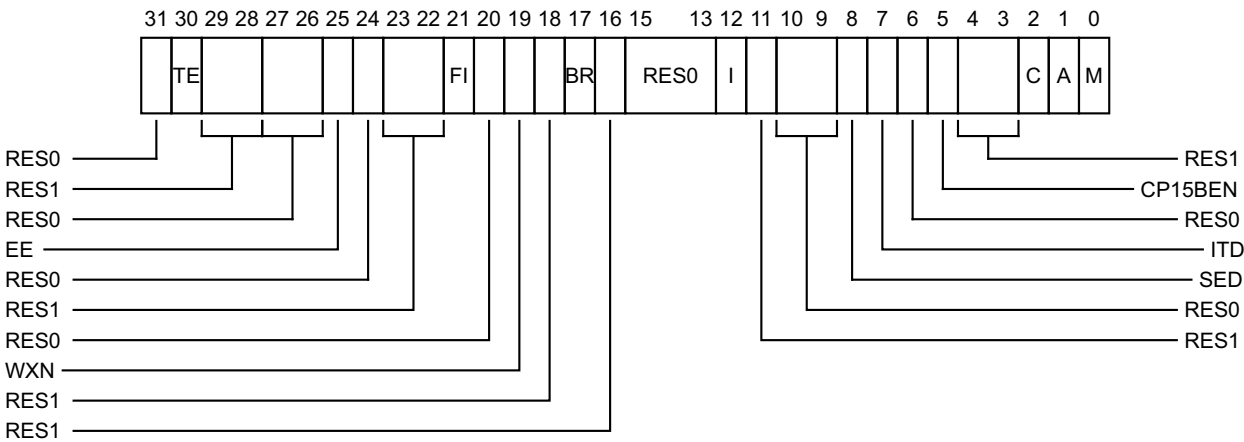 31 30 29 28 27 26 25 24 23 22 21 20 19 18 17 16 15 13 12 11 10 9 8 7 6 5 4 3 2 1 0
TE FI BR RES0 I C A M
RES0 RES1
RES1 CP15BEN
RES0 RES0
EE ITD
RES0 SED
RES1 RES0
RES0 RES1
WXN
RES1
RES1